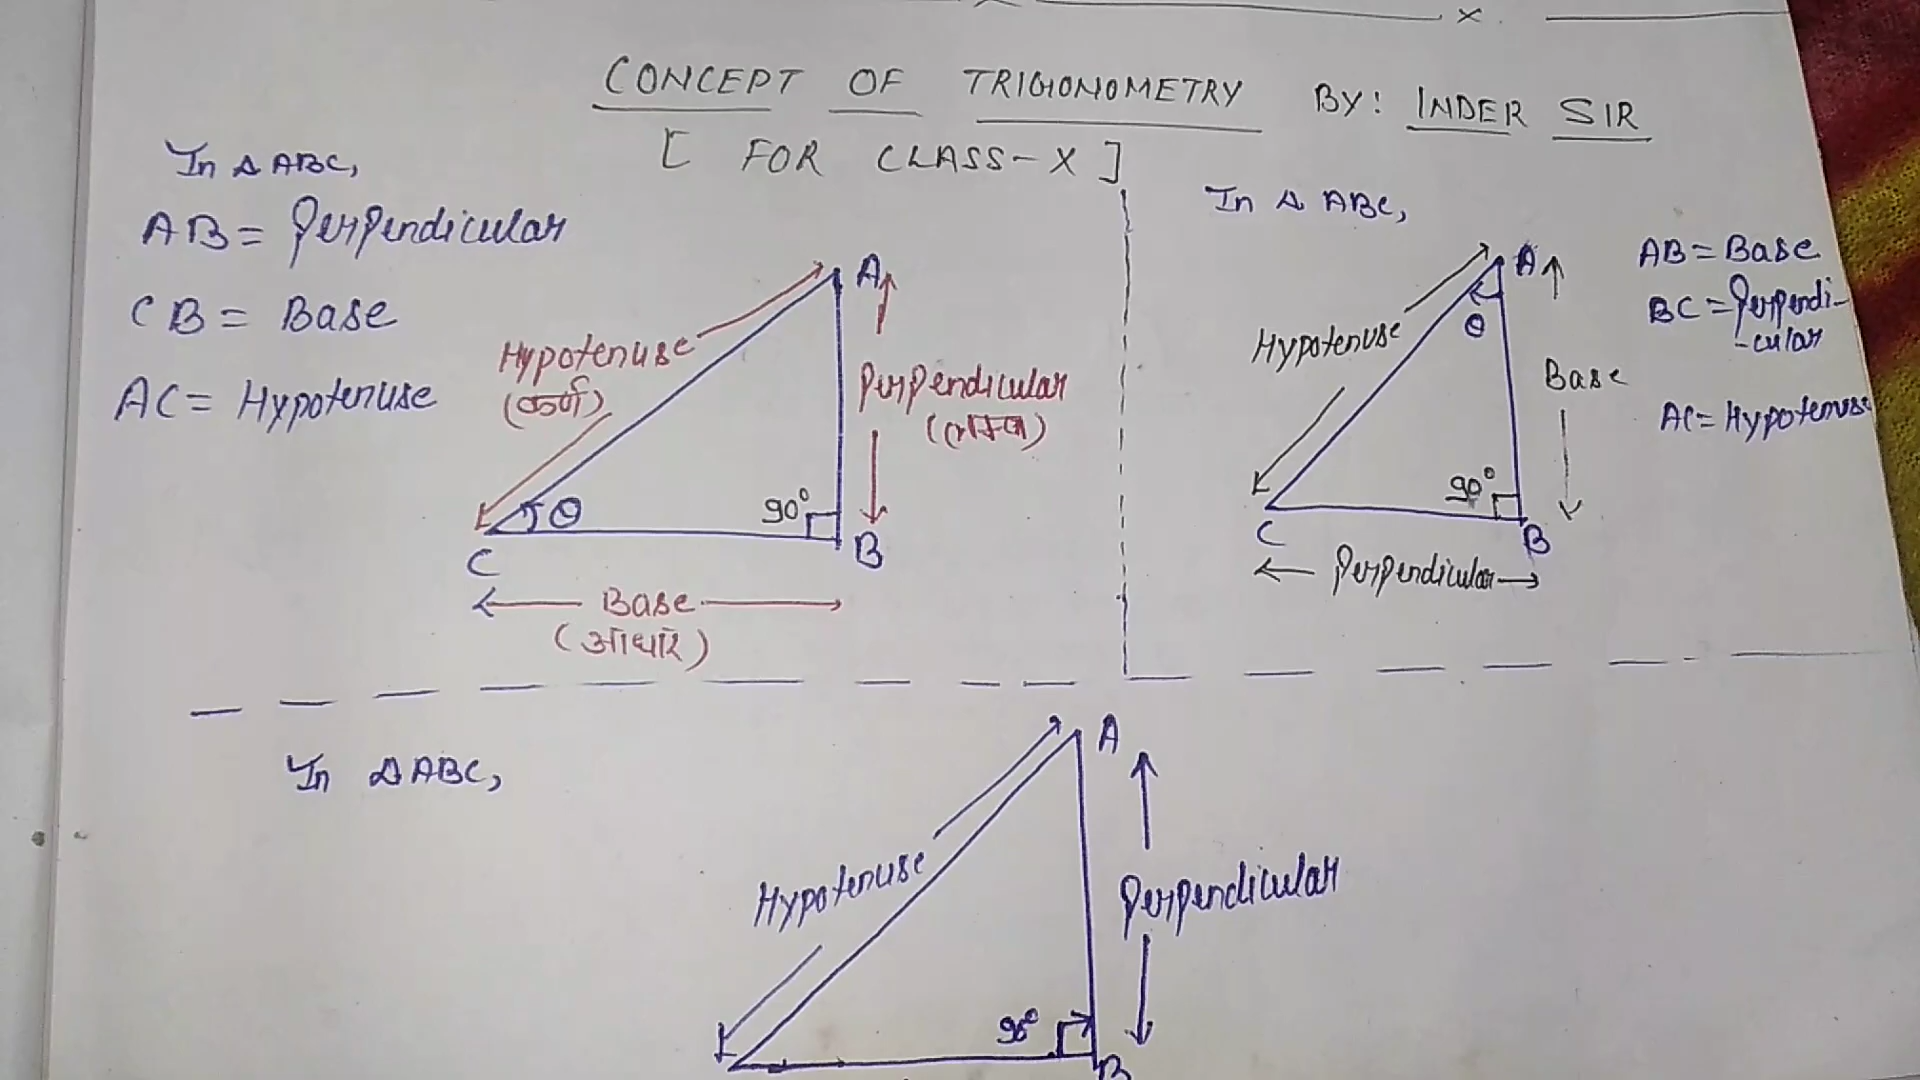 CONCEPT OF TRIGONOMETRY BY: INDER SIR
[ FOR CLASS-X ]
In Δ ABC,
AB = Perpendicular
CB = Base
AC = Hypotenuse
A
Hypotenuse
(कर्ण)
Perpendicular
(लम्ब)
θ
90°
C
B
Base
(आधार)
In Δ ABC,
A
θ
Hypotenuse
Base
90°
C
B
Perpendicular
AB = Base
BC = Perpendi-
-cular
AC = Hypotenuse
In Δ ABC,
A
Hypotenuse
Perpendicular
90°
B
x